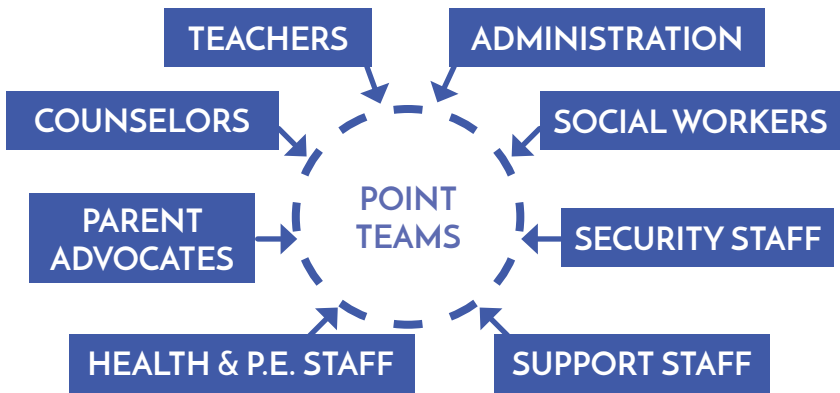 TEACHERS
ADMINISTRATION
COUNSELORS
SOCIAL WORKERS
POINT
TEAMS
PARENT
ADVOCATES
SECURITY STAFF
HEALTH & P.E. STAFF
SUPPORT STAFF